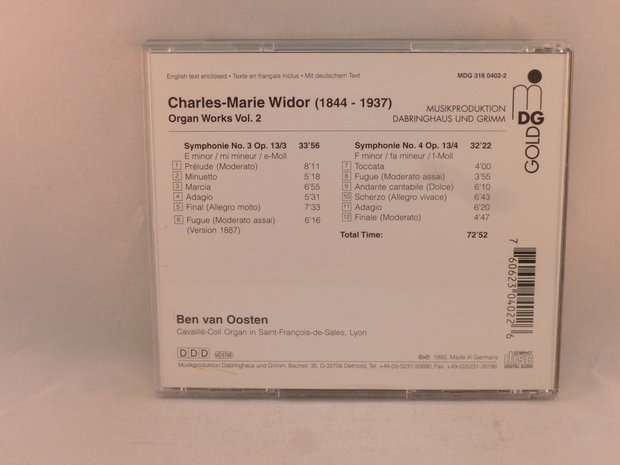 English text enclosed • Texte en français inclus • Mit deutschem Text
MDG 316 0402-2
Charles-Marie Widor (1844 - 1937)
Organ Works Vol. 2
MUSIKPRODUKTION
DABRINGHAUS UND GRIMM
DG
GOLD
Symphonie No. 3 Op. 13/3 33'56
E minor / mi mineur / e-Moll
1 Prélude (Moderato) 8'11
2 Minuetto 5'18
3 Marcia 6'55
4 Adagio 5'31
5 Final (Allegro molto) 7'33
6 Fugue (Moderato assai) 6'16
(Version 1887)
Symphonie No. 4 Op. 13/4 32'22
F minor / fa mineur / f-Moll
7 Toccata 4'00
8 Fugue (Moderato assai) 3'55
9 Andante cantabile (Dolce) 6'10
10 Scherzo (Allegro vivace) 6'43
11 Adagio 6'20
12 Finale (Moderato) 4'47
Total Time: 72'52
7 60623 04022 6
Ben van Oosten
Cavaillé-Coll Organ in Saint-François-de-Sales, Lyon
DDD
℗© 1992, Made in Germany
COMPACT
disc
DIGITAL AUDIO
Musikproduktion Dabringhaus und Grimm, Bachstr. 35, D-32756 Detmold, Tel. +49-(0)-5231-93890, Fax. +49-(0)5231-26186